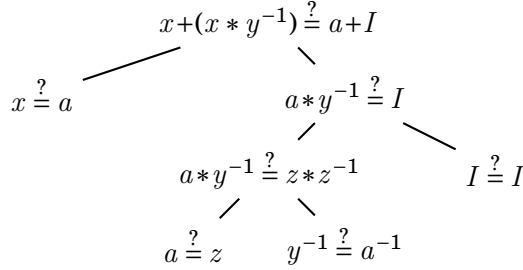 x+(x ∗ y⁻¹) ≟ a+I
x ≟ a
a∗y⁻¹ ≟ I
a∗y⁻¹ ≟ z∗z⁻¹
I ≟ I
a ≟ z
y⁻¹ ≟ a⁻¹